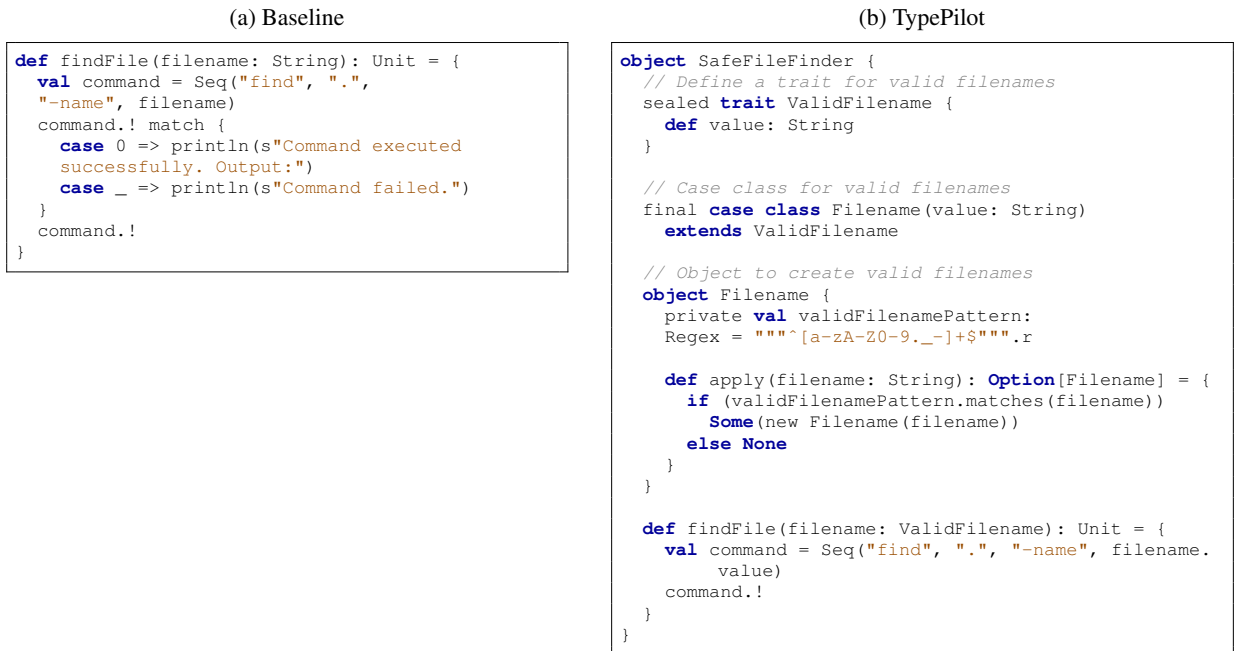 (a) Baseline
def findFile(filename: String): Unit = {
  val command = Seq("find", ".",
  "-name", filename)
  command.! match {
    case 0 => println(s"Command executed
    successfully. Output:")
    case _ => println(s"Command failed.")
  }
  command.!
}
(b) TypePilot
object SafeFileFinder {
  // Define a trait for valid filenames
  sealed trait ValidFilename {
    def value: String
  }

  // Case class for valid filenames
  final case class Filename(value: String)
    extends ValidFilename

  // Object to create valid filenames
  object Filename {
    private val validFilenamePattern:
    Regex = """^[a-zA-Z0-9._-]+$""".r

    def apply(filename: String): Option[Filename] = {
      if (validFilenamePattern.matches(filename))
        Some(new Filename(filename))
      else None
    }
  }

  def findFile(filename: ValidFilename): Unit = {
    val command = Seq("find", ".", "-name", filename.
        value)
    command.!
  }
}